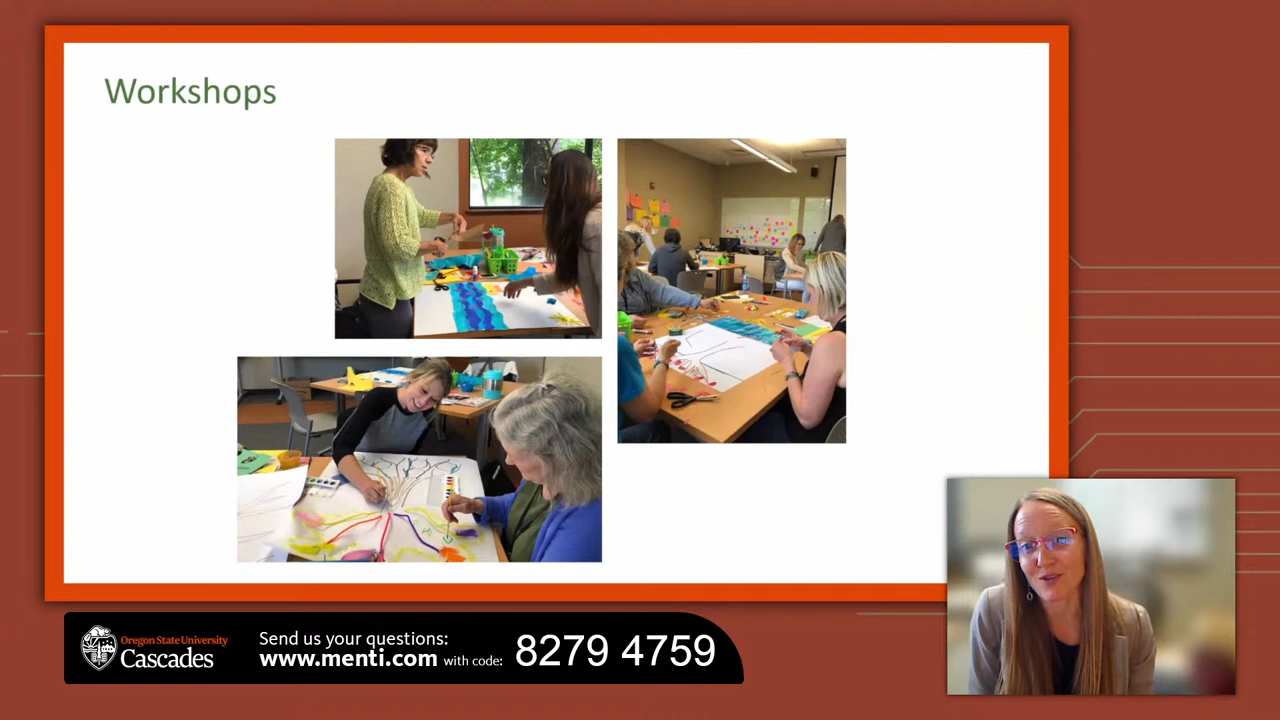 Workshops
Oregon State University
Cascades
Send us your questions:
www.menti.com with code:
8279 4759